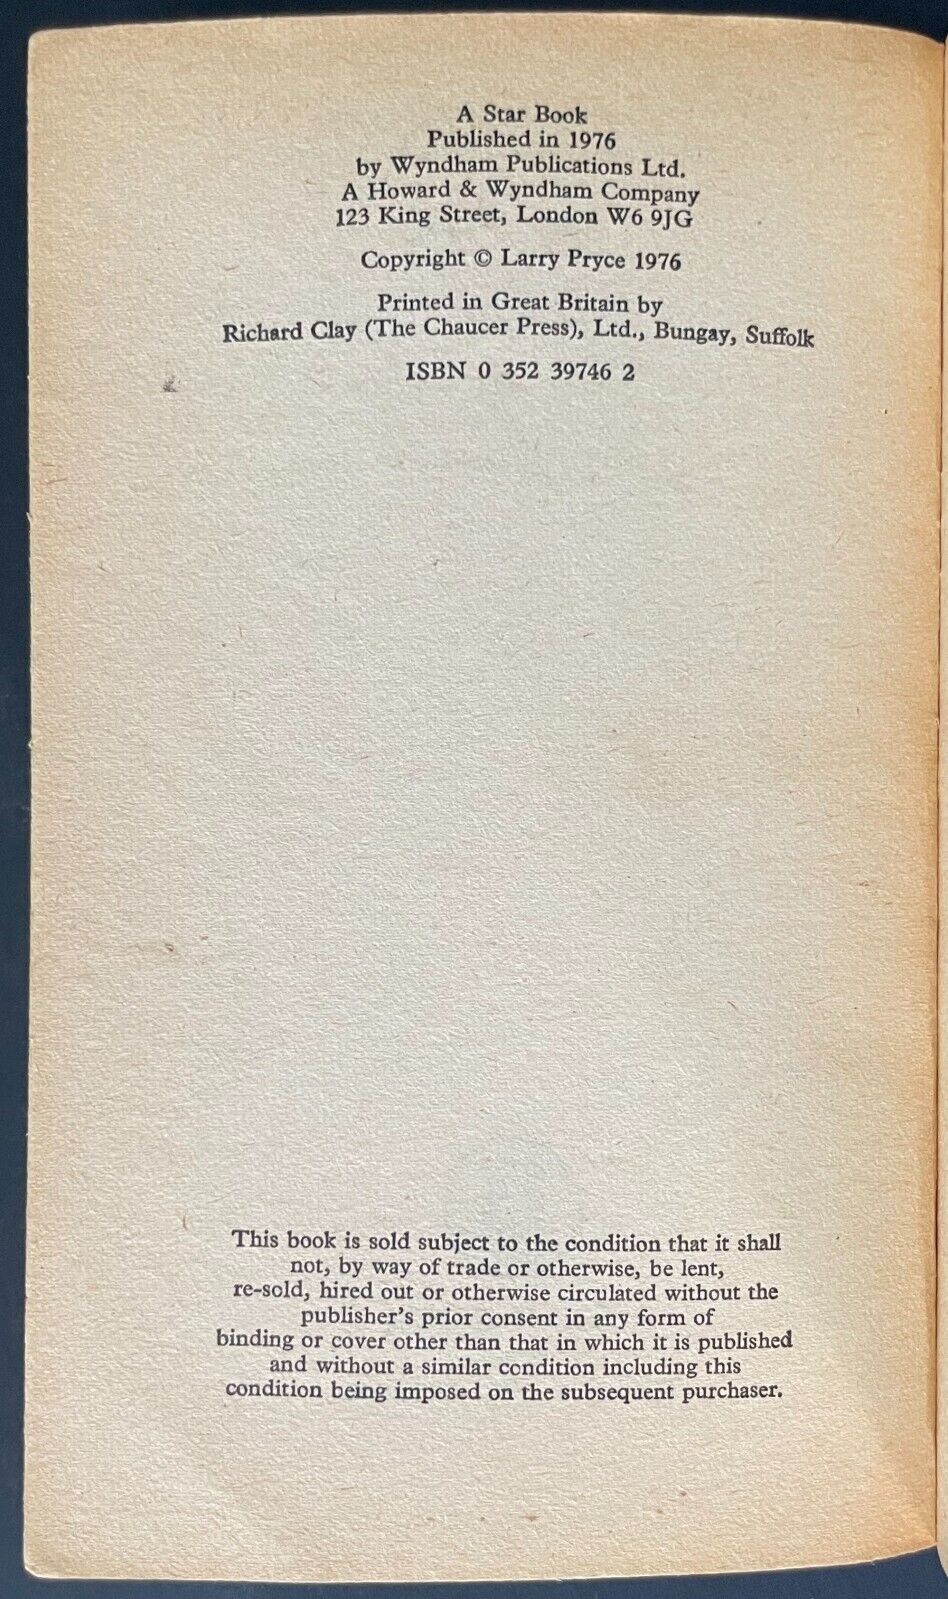 A Star Book
Published in 1976
by Wyndham Publications Ltd.
A Howard & Wyndham Company
123 King Street, London W6 9JG
Copyright © Larry Pryce 1976
Printed in Great Britain by
Richard Clay (The Chaucer Press), Ltd., Bungay, Suffolk
ISBN 0 352 39746 2
This book is sold subject to the condition that it shall
not, by way of trade or otherwise, be lent,
re-sold, hired out or otherwise circulated without the
publisher's prior consent in any form of
binding or cover other than that in which it is published
and without a similar condition including this
condition being imposed on the subsequent purchaser.